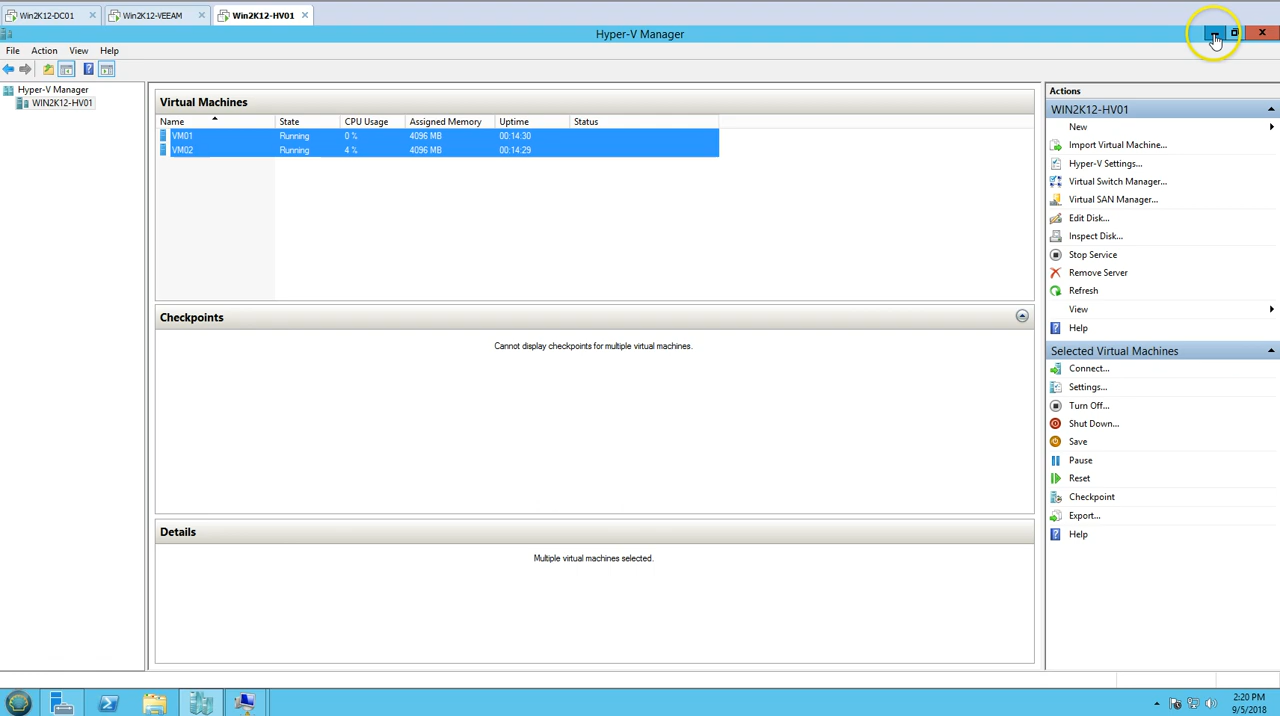 Win2K12-DC01
Win2K12-VEEAM
Win2K12-HV01
Hyper-V Manager
File Action View Help
Hyper-V Manager
WIN2K12-HV01
Virtual Machines
Name State CPU Usage Assigned Memory Uptime Status
VM01 Running 0 % 4096 MB 00:14:30
VM02 Running 4 % 4096 MB 00:14:29
Checkpoints
Cannot display checkpoints for multiple virtual machines.
Details
Multiple virtual machines selected.
Actions
WIN2K12-HV01
New
Import Virtual Machine...
Hyper-V Settings...
Virtual Switch Manager...
Virtual SAN Manager...
Edit Disk...
Inspect Disk...
Stop Service
Remove Server
Refresh
View
Help
Selected Virtual Machines
Connect...
Settings...
Turn Off...
Shut Down...
Save
Pause
Reset
Checkpoint
Export...
Help
2:20 PM
9/5/2018